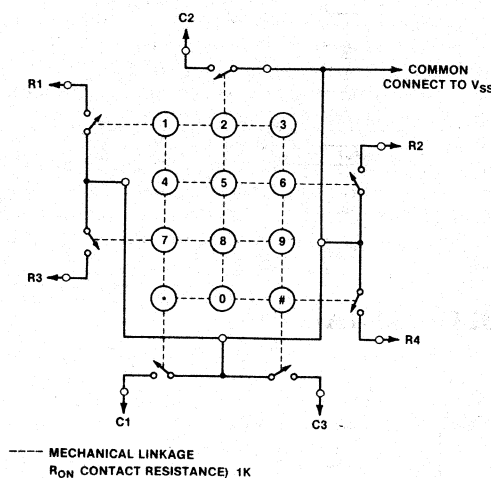 C2
COMMON
CONNECT TO VSS
R1
1 2 3
R2
4 5 6
7 8 9
R3
• 0 #
R4
C1
C3
---- MECHANICAL LINKAGE
RON CONTACT RESISTANCE) 1K